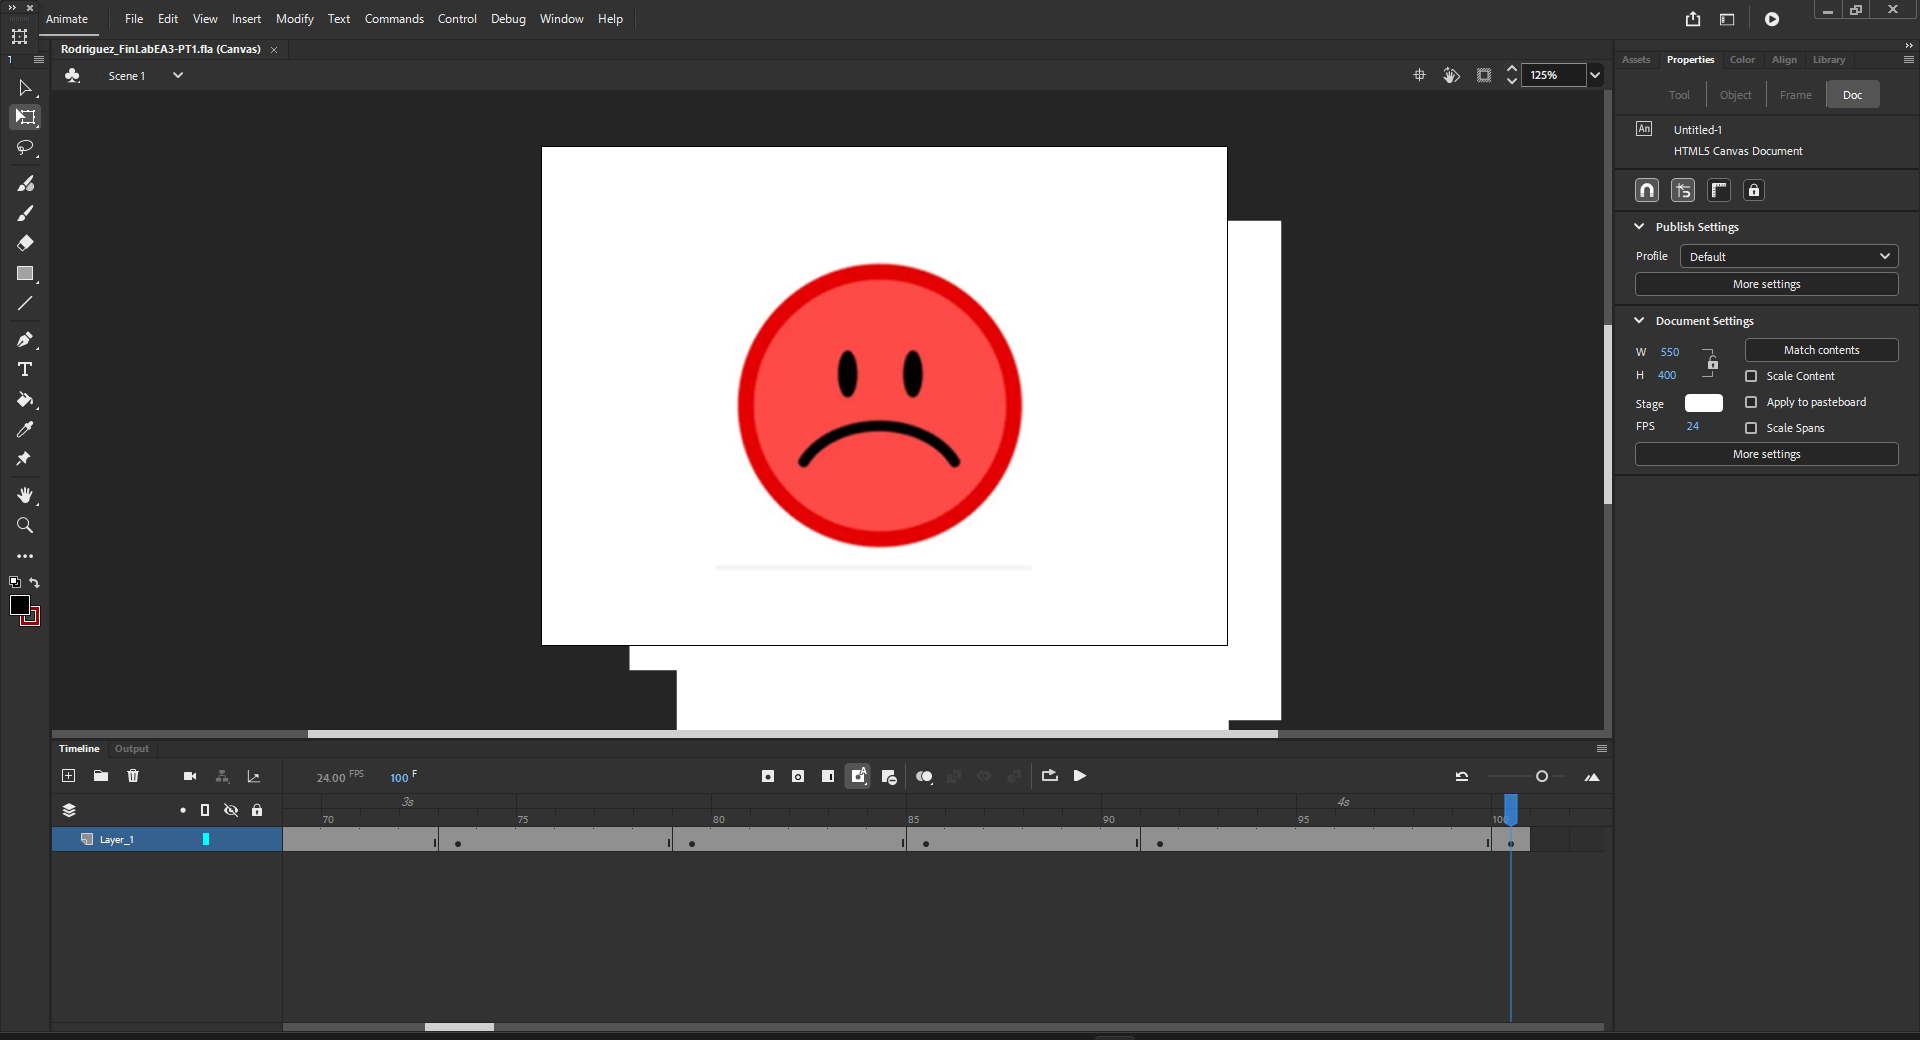 Animate File Edit View Insert Modify Text Commands Control Debug Window Help
Rodriguez_FinLabEA3-PT1.fla (Canvas)
Scene 1
125%
Assets Properties Color Align Library
Tool Object Frame Doc
An Untitled-1
HTML5 Canvas Document
Publish Settings
Profile Default
More settings
Document Settings
W 550 Match contents
H 400 Scale Content
Stage Apply to pasteboard
FPS 24 Scale Spans
More settings
Timeline Output
24.00 FPS 100 F
3s 4s
70 75 80 85 90 95 100
Layer_1